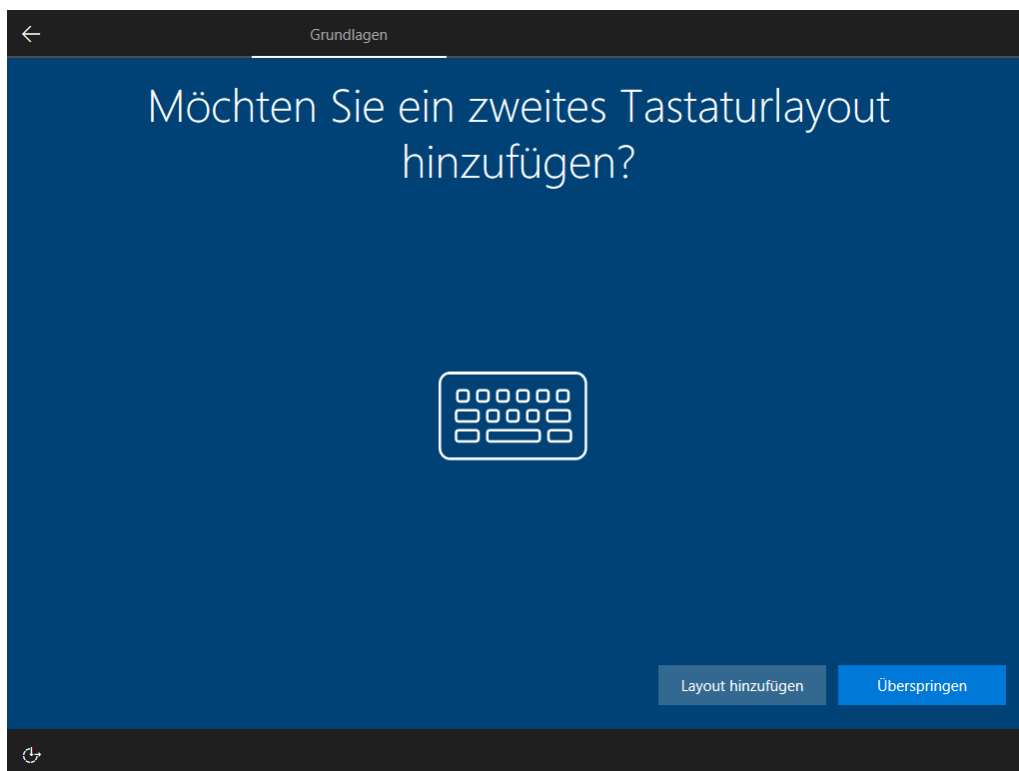 Grundlagen
Möchten Sie ein zweites Tastaturlayout
hinzufügen?
Layout hinzufügen
Überspringen